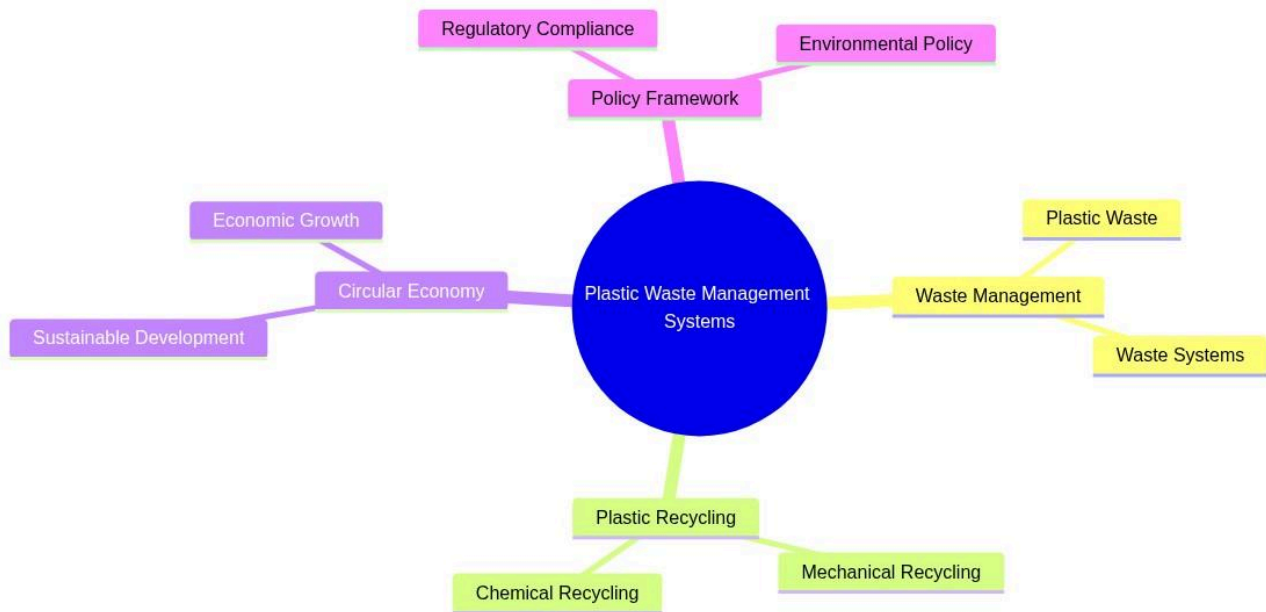 Regulatory Compliance
Environmental Policy
Policy Framework
Economic Growth
Plastic Waste
Circular Economy
Plastic Waste Management
Systems
Waste Management
Sustainable Development
Waste Systems
Plastic Recycling
Mechanical Recycling
Chemical Recycling